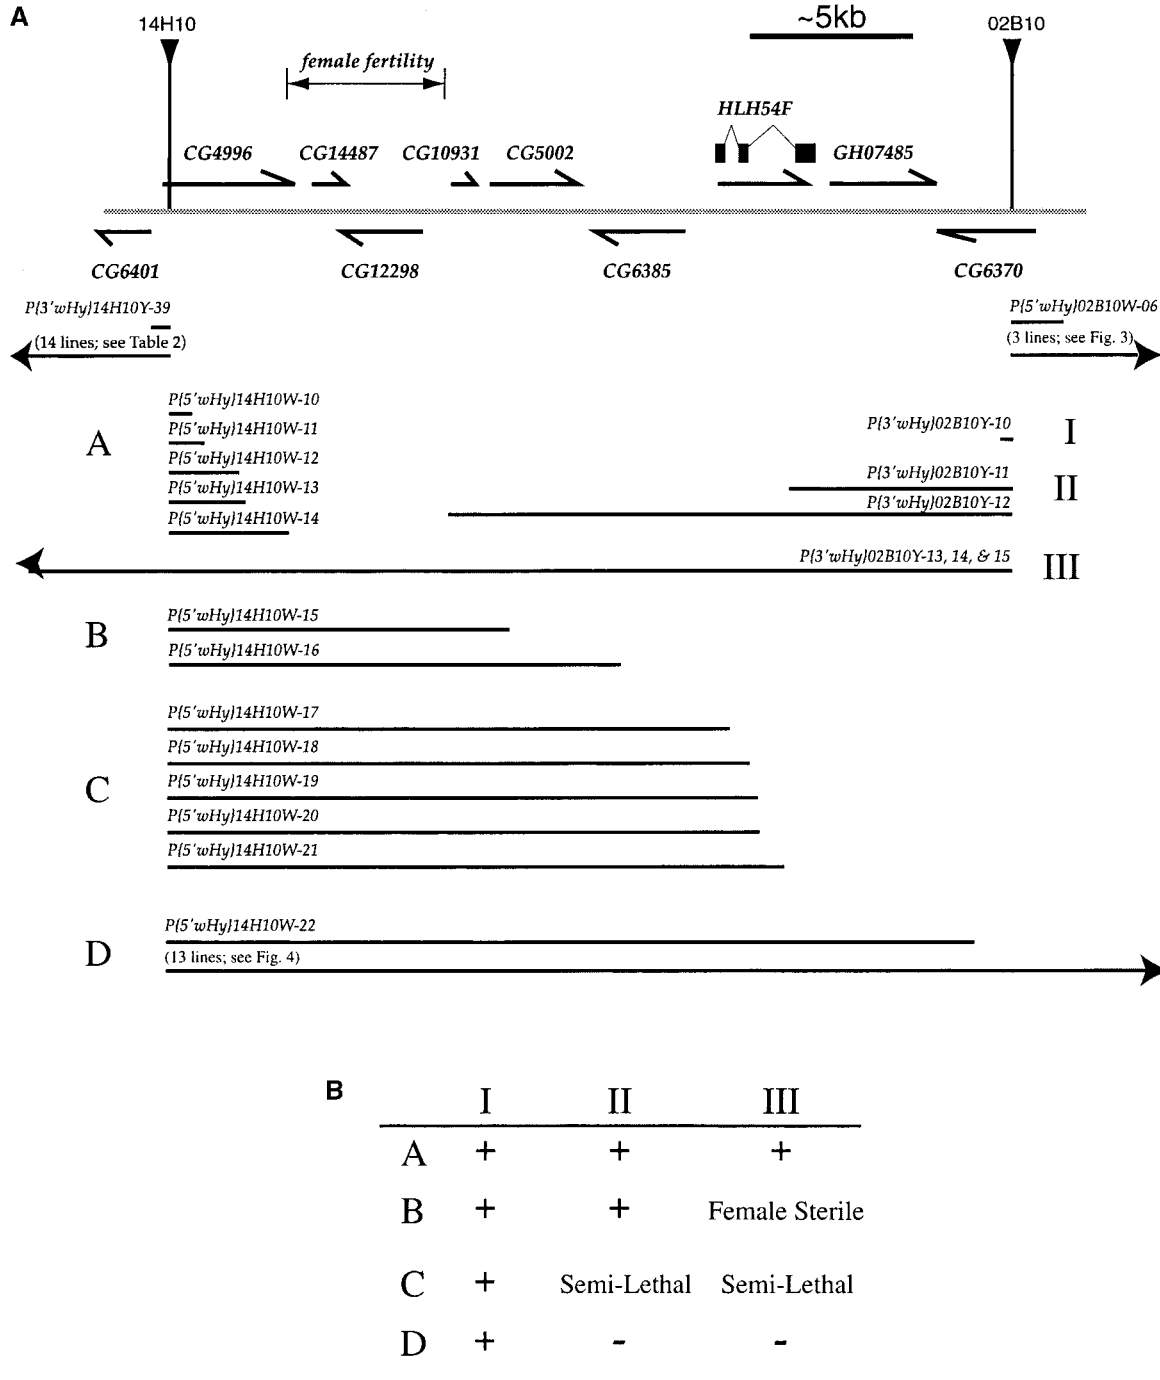 A
14H10
~5kb
02B10
female fertility
HLH54F
CG4996
CG14487
CG10931
CG5002
GH07485
CG6401
CG12298
CG6385
CG6370
P{3'wHy}14H10Y-39
P{5'wHy}02B10W-06
(14 lines; see Table 2)
(3 lines; see Fig. 3)
A
P{5'wHy}14H10W-10
P{5'wHy}14H10W-11
P{5'wHy}14H10W-12
P{5'wHy}14H10W-13
P{5'wHy}14H10W-14
P{3'wHy}02B10Y-10
I
P{3'wHy}02B10Y-11
II
P{3'wHy}02B10Y-12
P{3'wHy}02B10Y-13, 14, & 15
III
B
P{5'wHy}14H10W-15
P{5'wHy}14H10W-16
C
P{5'wHy}14H10W-17
P{5'wHy}14H10W-18
P{5'wHy}14H10W-19
P{5'wHy}14H10W-20
P{5'wHy}14H10W-21
D
P{5'wHy}14H10W-22
(13 lines; see Fig. 4)
B
I II III
A + + +
B + + Female Sterile
C + Semi-Lethal Semi-Lethal
D + - -